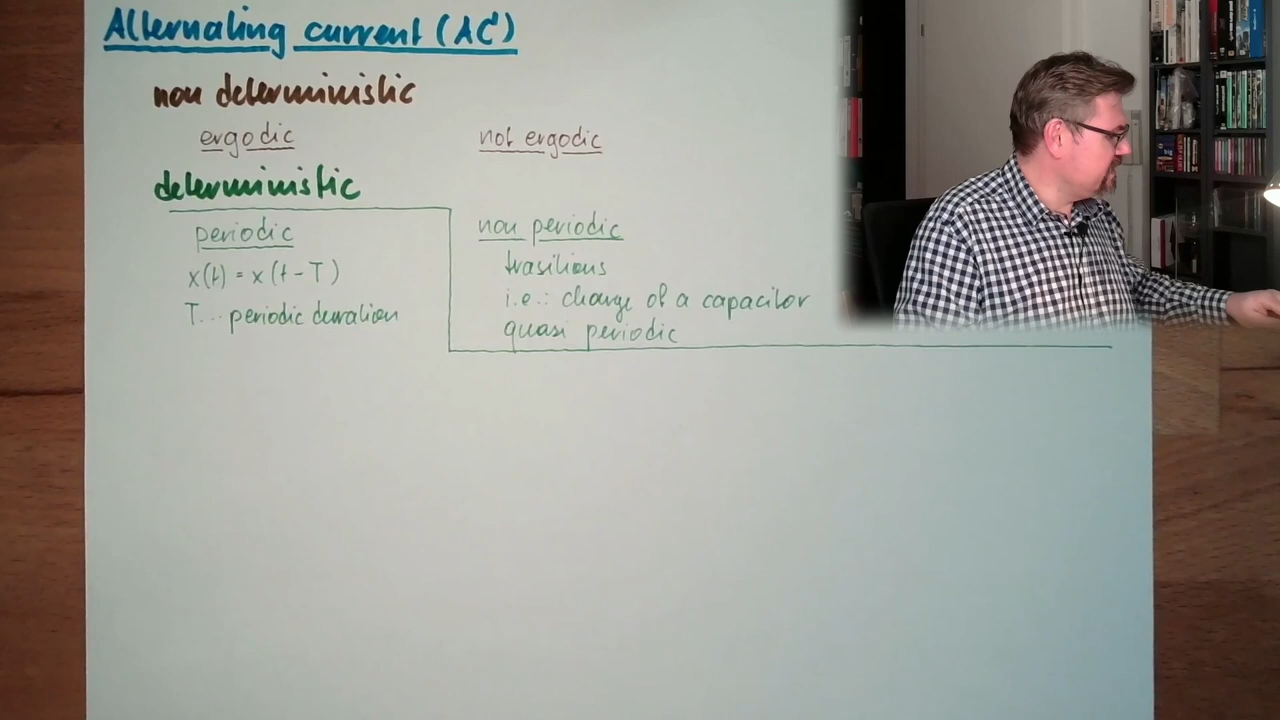 Alternating current (AC)
non deterministic
ergodic
not ergodic
deterministic
periodic
x(t) = x(t-T)
T... periodic duration
non periodic
trasitions
i.e.: charge of a capacitor
quasi periodic